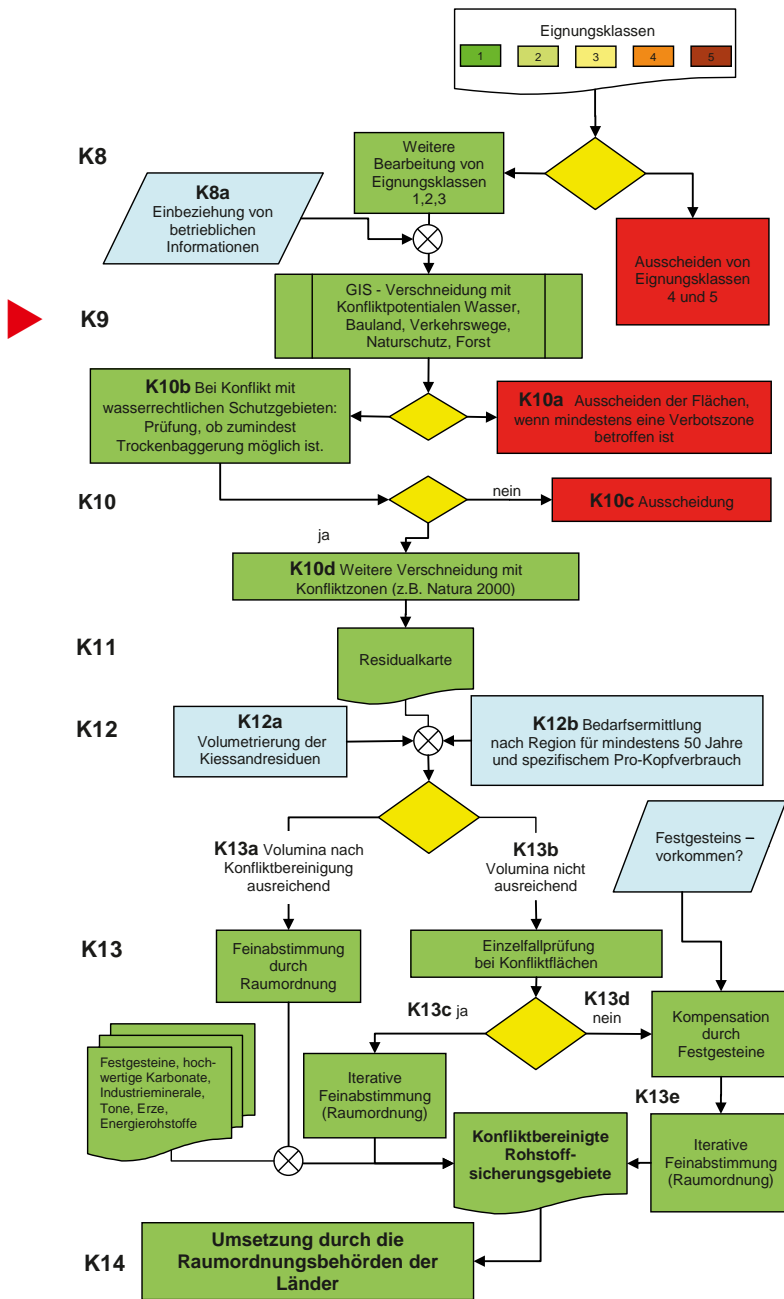 Eignungsklassen
1 2 3 4 5
K8
Weitere
Bearbeitung von
Eignungsklassen
1,2,3
K8a
Einbeziehung von
betrieblichen
Informationen
Ausscheiden von
Eignungsklassen
4 und 5
K9
GIS - Verschneidung mit
Konfliktpotentialen Wasser,
Bauland, Verkehrswege,
Naturschutz, Forst
K10b Bei Konflikt mit
wasserrechtlichen Schutzgebieten:
Prüfung, ob zumindest
Trockenbaggerung möglich ist.
K10a Ausscheiden der Flächen,
wenn mindestens eine Verbotszone
betroffen ist
K10
nein
K10c Ausscheidung
ja
K10d Weitere Verschneidung mit
Konfliktzonen (z.B. Natura 2000)
K11
Residualkarte
K12
K12a
Volumetrierung der
Kiessandresiduen
K12b Bedarfsermittlung
nach Region für mindestens 50 Jahre
und spezifischem Pro-Kopfverbrauch
K13a Volumina nach
Konfliktbereinigung
ausreichend
K13b
Volumina nicht
ausreichend
Festgesteins –
vorkommen?
K13
Feinabstimmung
durch
Raumordnung
Einzelfallprüfung
bei Konfliktflächen
K13c ja
K13d
nein
Kompensation
durch
Festgesteine
Festgesteine, hoch-
wertige Karbonate,
Industrieminerale,
Tone, Erze,
Energierohstoffe
Iterative
Feinabstimmung
(Raumordnung)
K13e
Konfliktbereinigte
Rohstoff-
sicherungsgebiete
Iterative
Feinabstimmung
(Raumordnung)
K14
Umsetzung durch die
Raumordnungsbehörden der
Länder